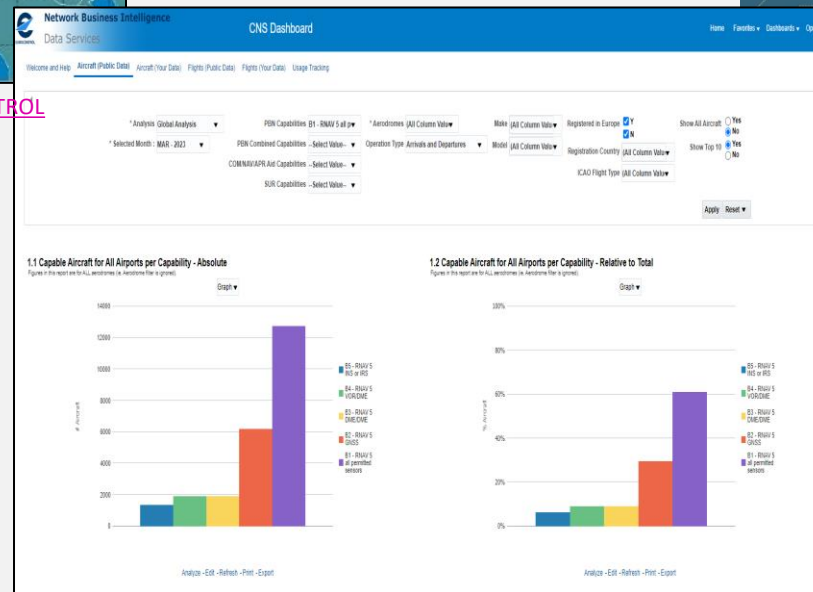 Network Business Intelligence
Data Services
CNS Dashboard
Home Favorites Dashboards Op
TROL
Welcome and Help Aircraft (Public Data) Aircraft (Your Data) Flights (Public Data) Flights (Your Data) Usage Tracking
* Analysis Global Analysis
* Selected Month : MAR - 2023
PBN Capabilities B1 - RNAV 5 all p
PBN Combined Capabilities --Select Value--
COM/NAV/APR Aid Capabilities --Select Value--
SUR Capabilities --Select Value--
* Aerodromes (All Column Valu
Operation Type Arrivals and Departures
Make (All Column Valu
Model (All Column Valu
Registered in Europe Y
N
Registration Country (All Column Valu
ICAO Flight Type (All Column Valu
Show All Aircraft Yes
No
Show Top 10 Yes
No
Apply Reset
1.1 Capable Aircraft for All Airports per Capability - Absolute
Figures in this report are for ALL aerodromes (ie. Aerodrome filter is ignored)
Graph
14000
12000
10000
8000
6000
4000
2000
0
# Aircraft
B5 - RNAV 5
INS or IRS
B4 - RNAV 5
VOR/DME
B3 - RNAV 5
DME/DME
B2 - RNAV 5
GNSS
B1 - RNAV 5
all permitted
sensors
Analyze - Edit - Refresh - Print - Export
1.2 Capable Aircraft for All Airports per Capability - Relative to Total
Figures in this report are for ALL aerodromes (ie. Aerodrome filter is ignored)
Graph
100%
80%
60%
40%
20%
0%
% Aircraft
B5 - RNAV 5
INS or IRS
B4 - RNAV 5
VOR/DME
B3 - RNAV 5
DME/DME
B2 - RNAV 5
GNSS
B1 - RNAV 5
all permitted
sensors
Analyze - Edit - Refresh - Print - Export